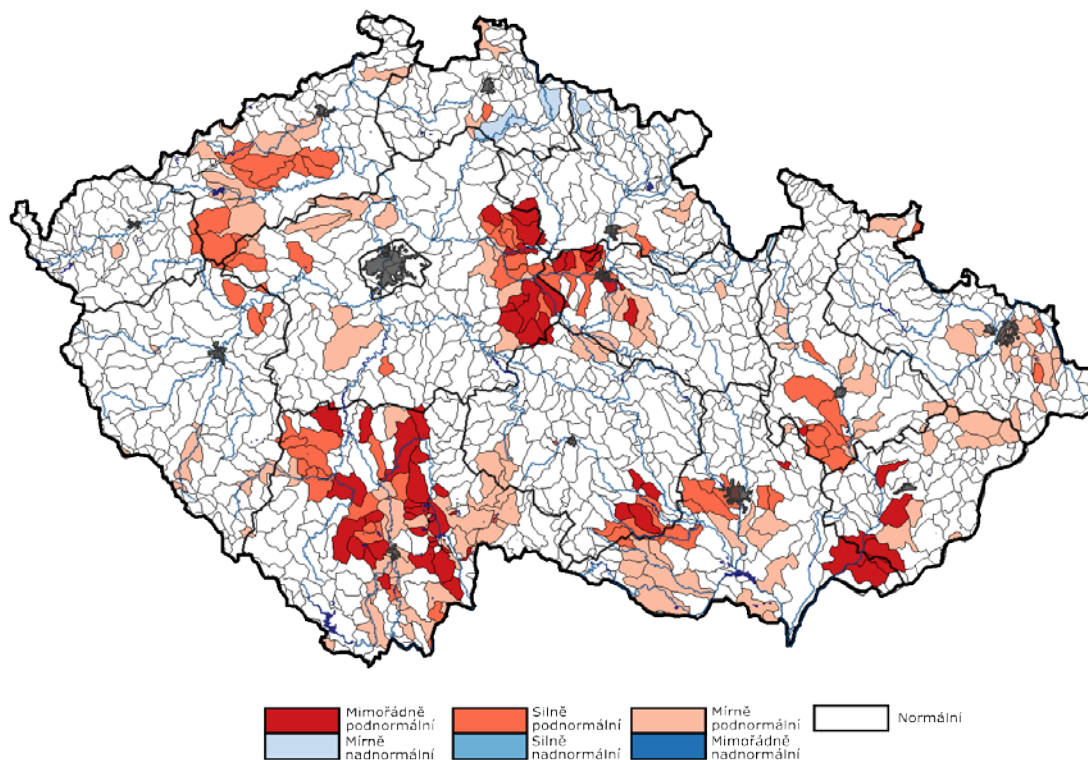 Mimořádně
podnormální
Silně
podnormální
Mírně
podnormální
Normální
Mírně
nadnormální
Silně
nadnormální
Mimořádně
nadnormální